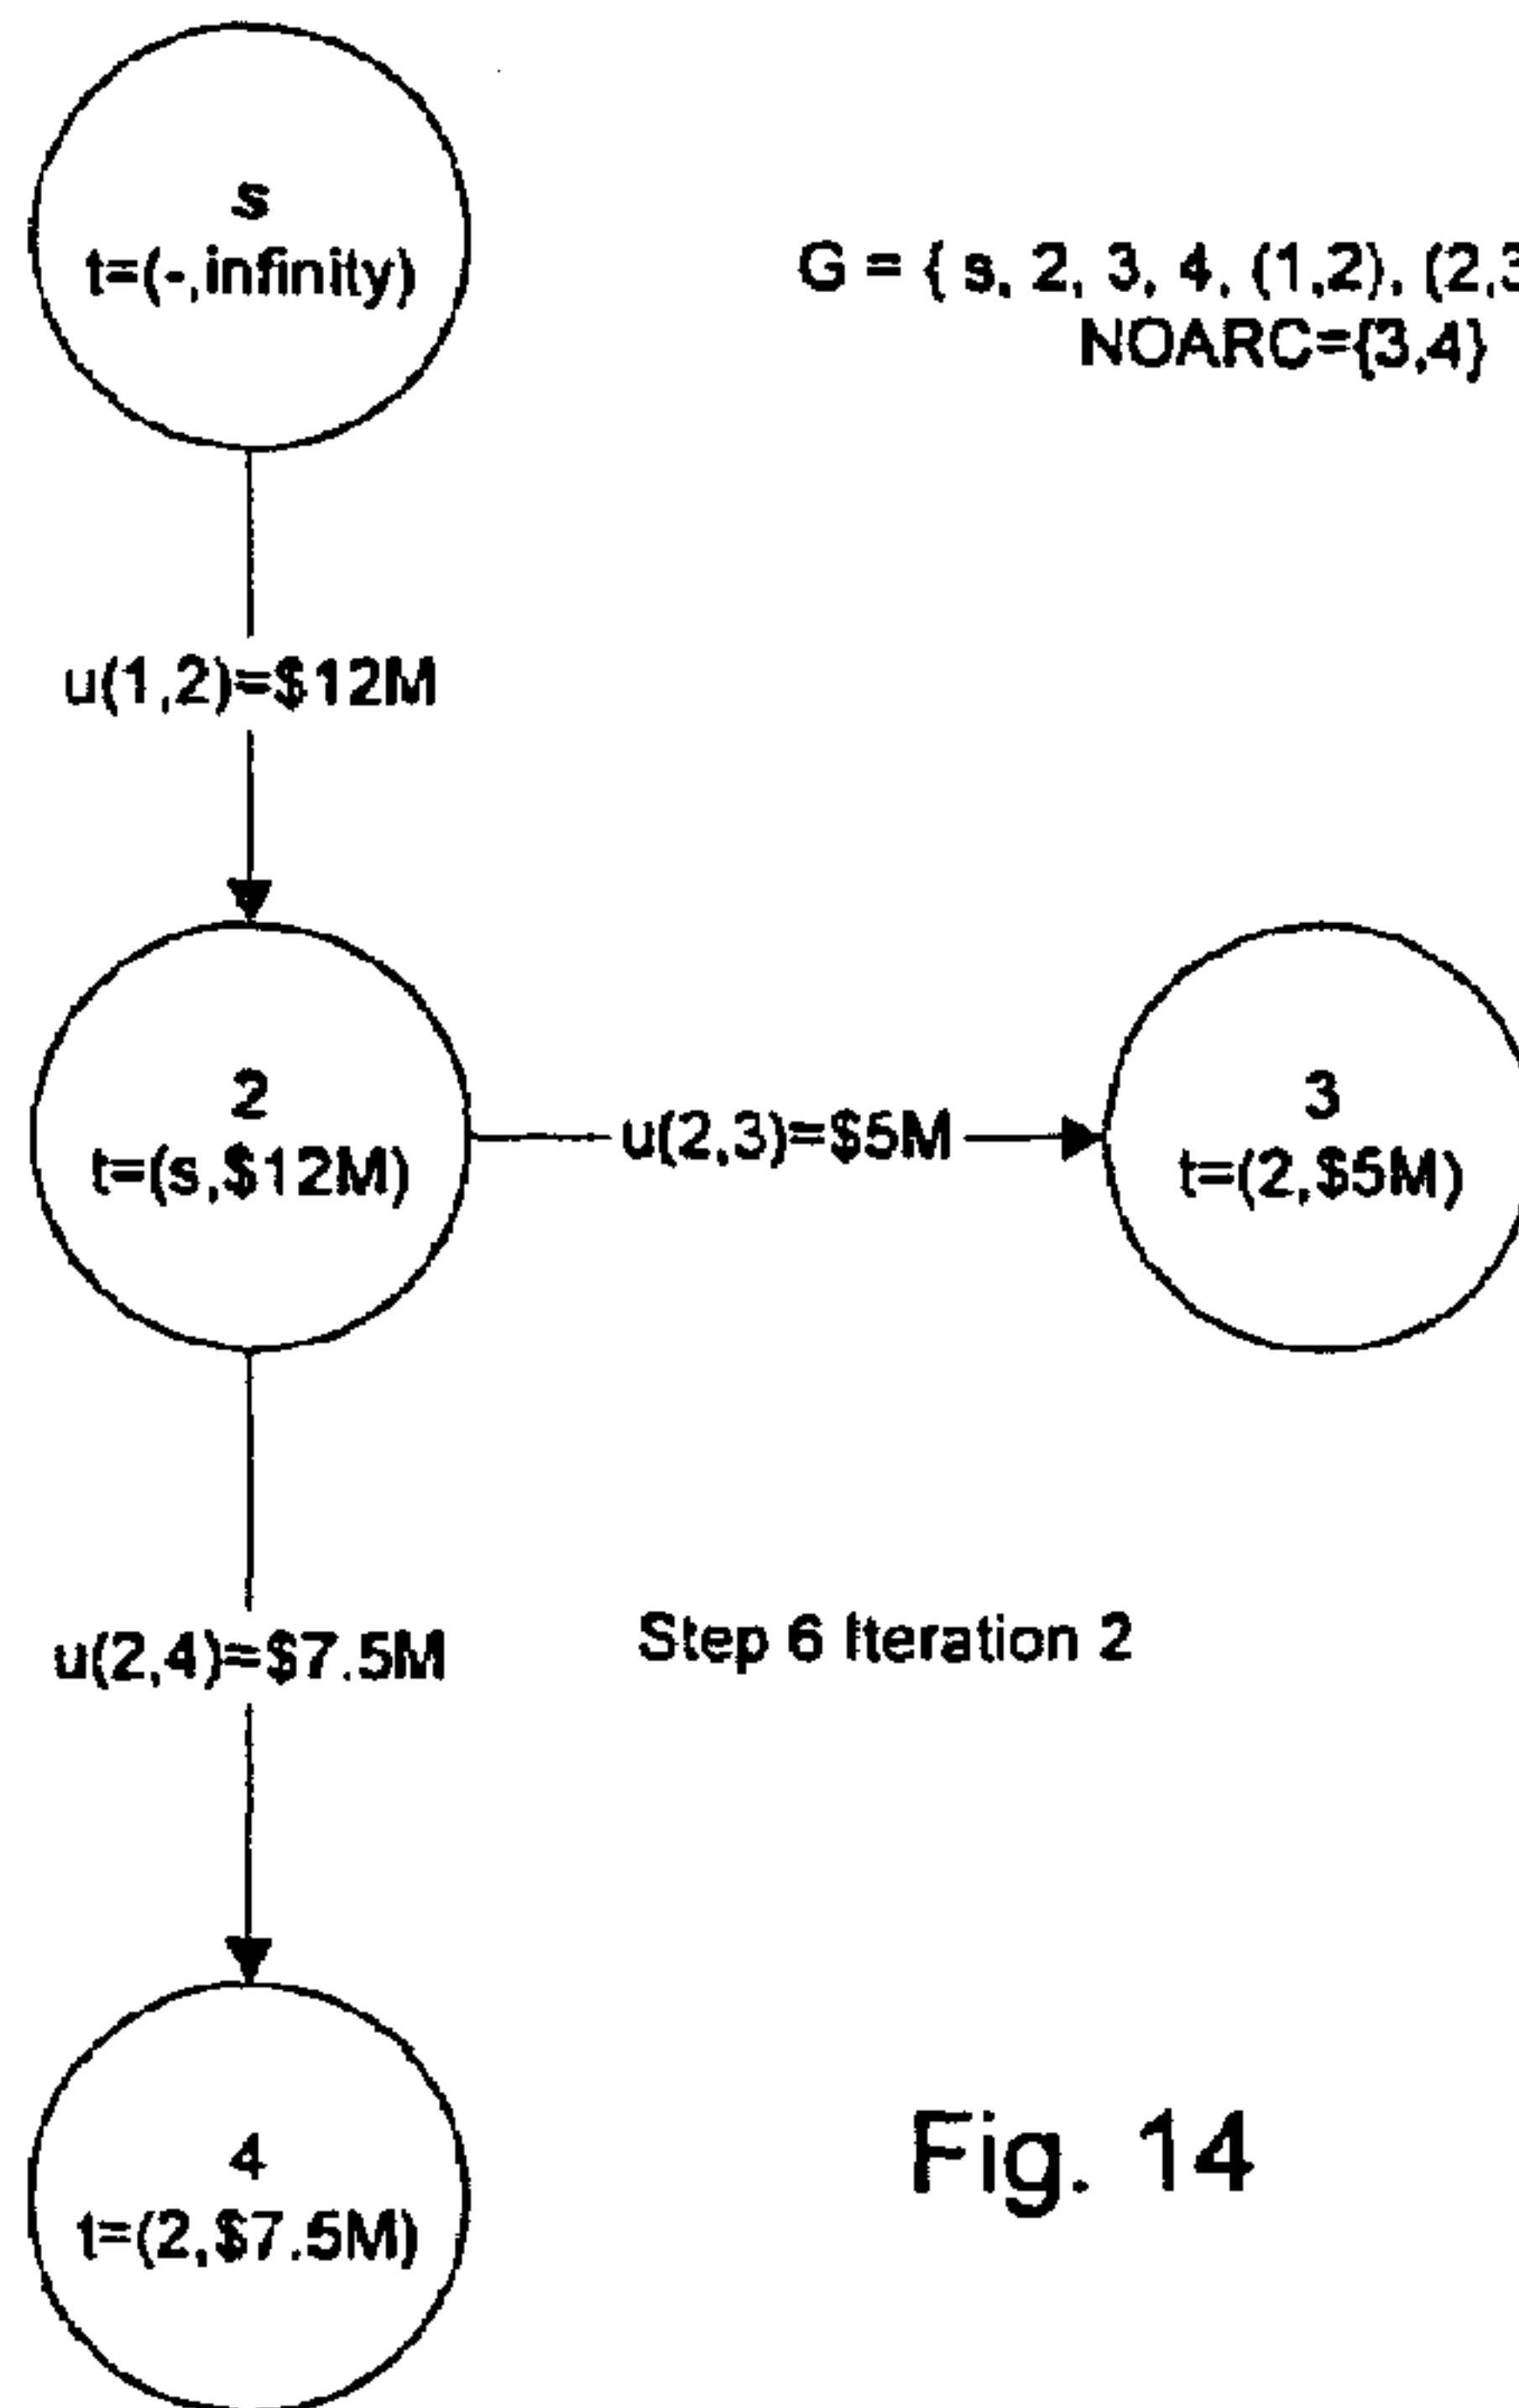 s
t=(-,infinity)
G = { s, 2, 3, 4, (1,2), (2,3
NOARC={3,4}
u(1,2)=$12M
2
t=(s,$12M)
u(2,3)=$5M
3
t=(2,$5M)
u(2,4)=$7.5M
Step 6 Iteration 2
4
t=(2,$7.5M)
Fig. 14